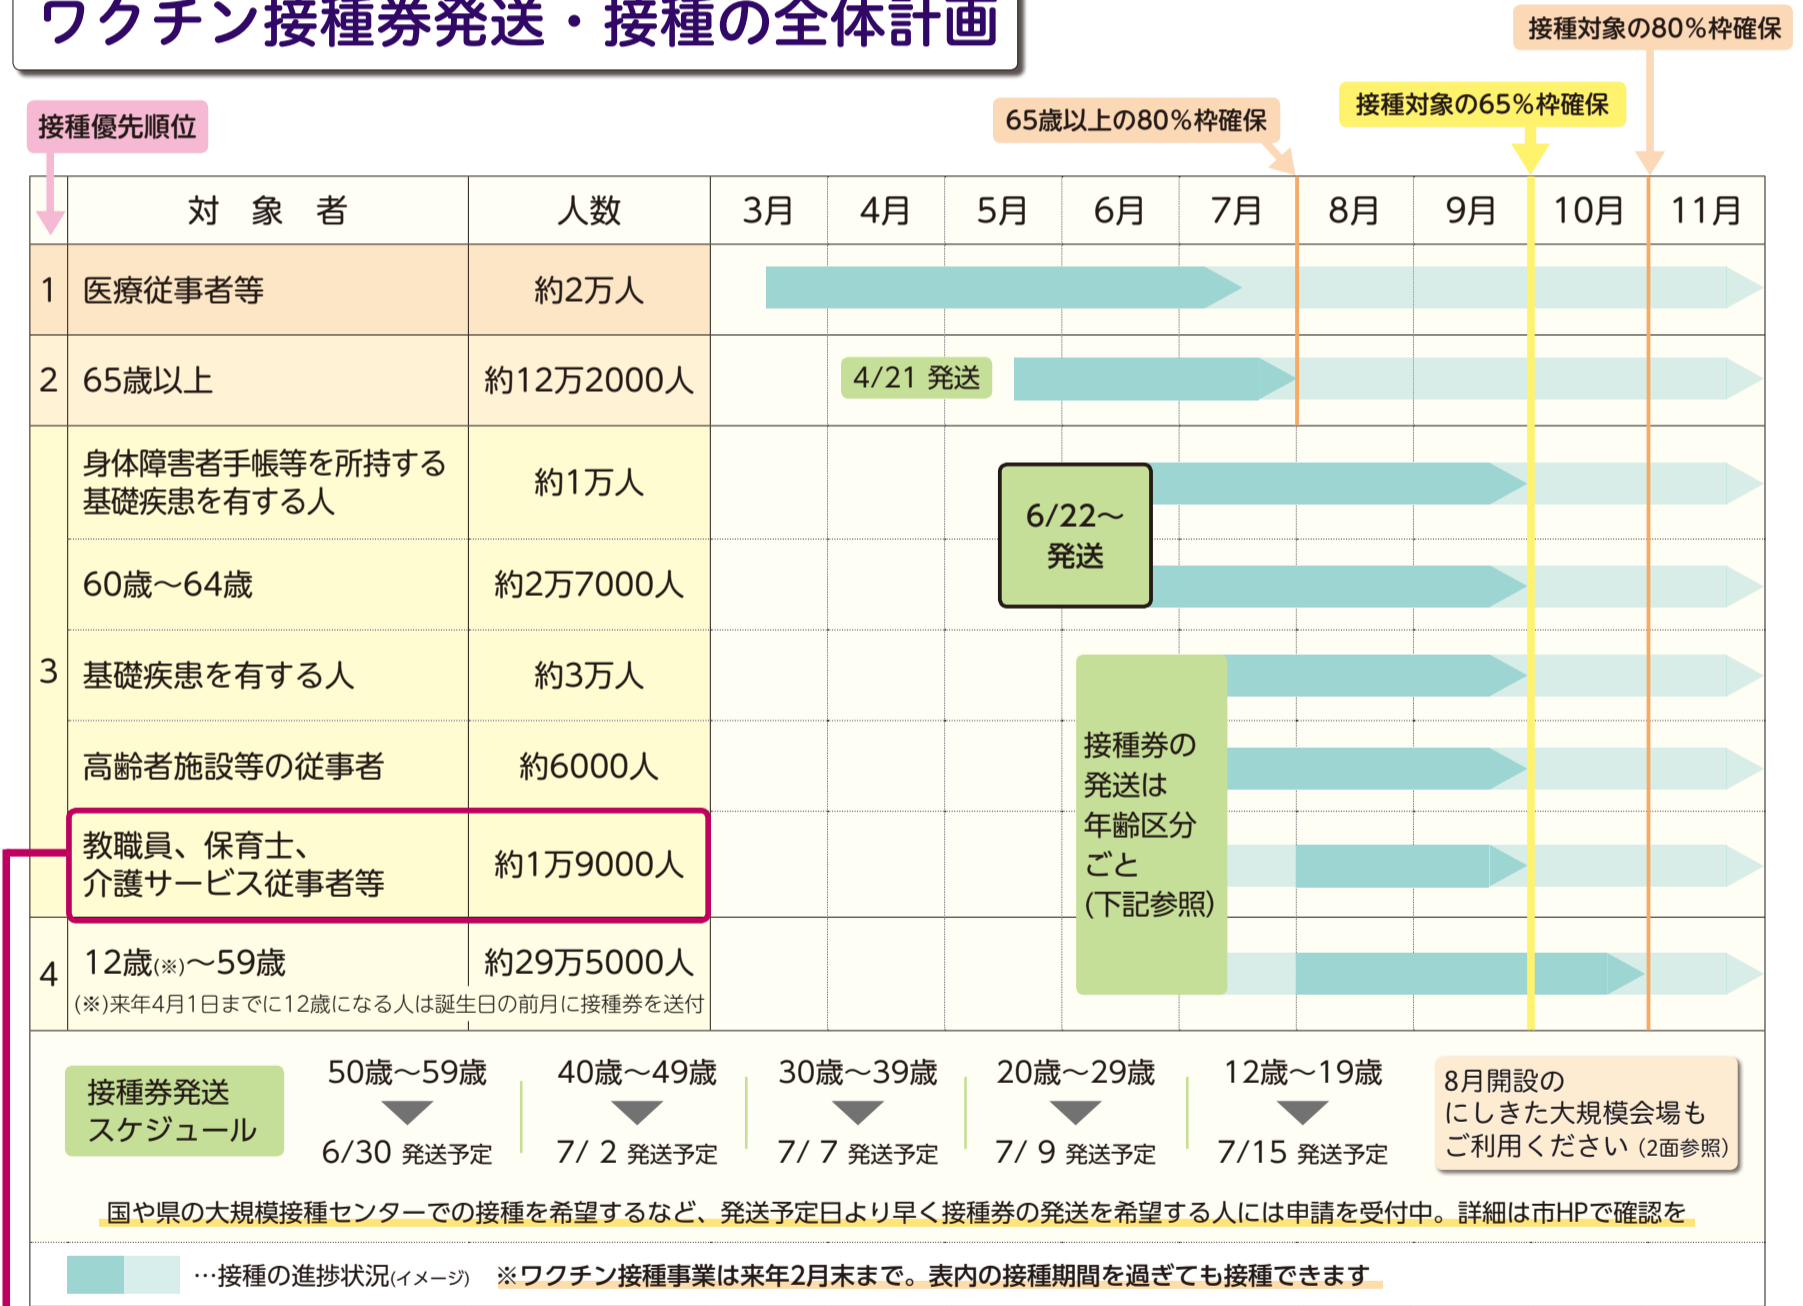 ワクチン接種券発送・接種の全体計画
接種対象の80%枠確保
接種対象の65%枠確保
65歳以上の80%枠確保
接種優先順位
対 象 者 人数 3月 4月 5月 6月 7月 8月 9月 10月 11月
1 医療従事者等 約2万人
2 65歳以上 約12万2000人 4/21 発送
3
身体障害者手帳等を所持する
基礎疾患を有する人
約1万人
6/22〜
発送
60歳〜64歳 約2万7000人
基礎疾患を有する人 約3万人
高齢者施設等の従事者 約6000人
教職員、保育士、
介護サービス従事者等
約1万9000人
接種券の
発送は
年齢区分
ごと
(下記参照)
4 12歳(※)〜59歳 約29万5000人
(※)来年4月1日までに12歳になる人は誕生日の前月に接種券を送付
接種券発送
スケジュール
50歳〜59歳
6/30 発送予定
40歳〜49歳
7/ 2 発送予定
30歳〜39歳
7/ 7 発送予定
20歳〜29歳
7/ 9 発送予定
12歳〜19歳
7/15 発送予定
8月開設の
にしきた大規模会場も
ご利用ください(2面参照)
国や県の大規模接種センターでの接種を希望するなど、発送予定日より早く接種券の発送を希望する人には申請を受付中。詳細は市HPで確認を
…接種の進捗状況(イメージ) ※ワクチン接種事業は来年2月末まで。表内の接種期間を過ぎても接種できます